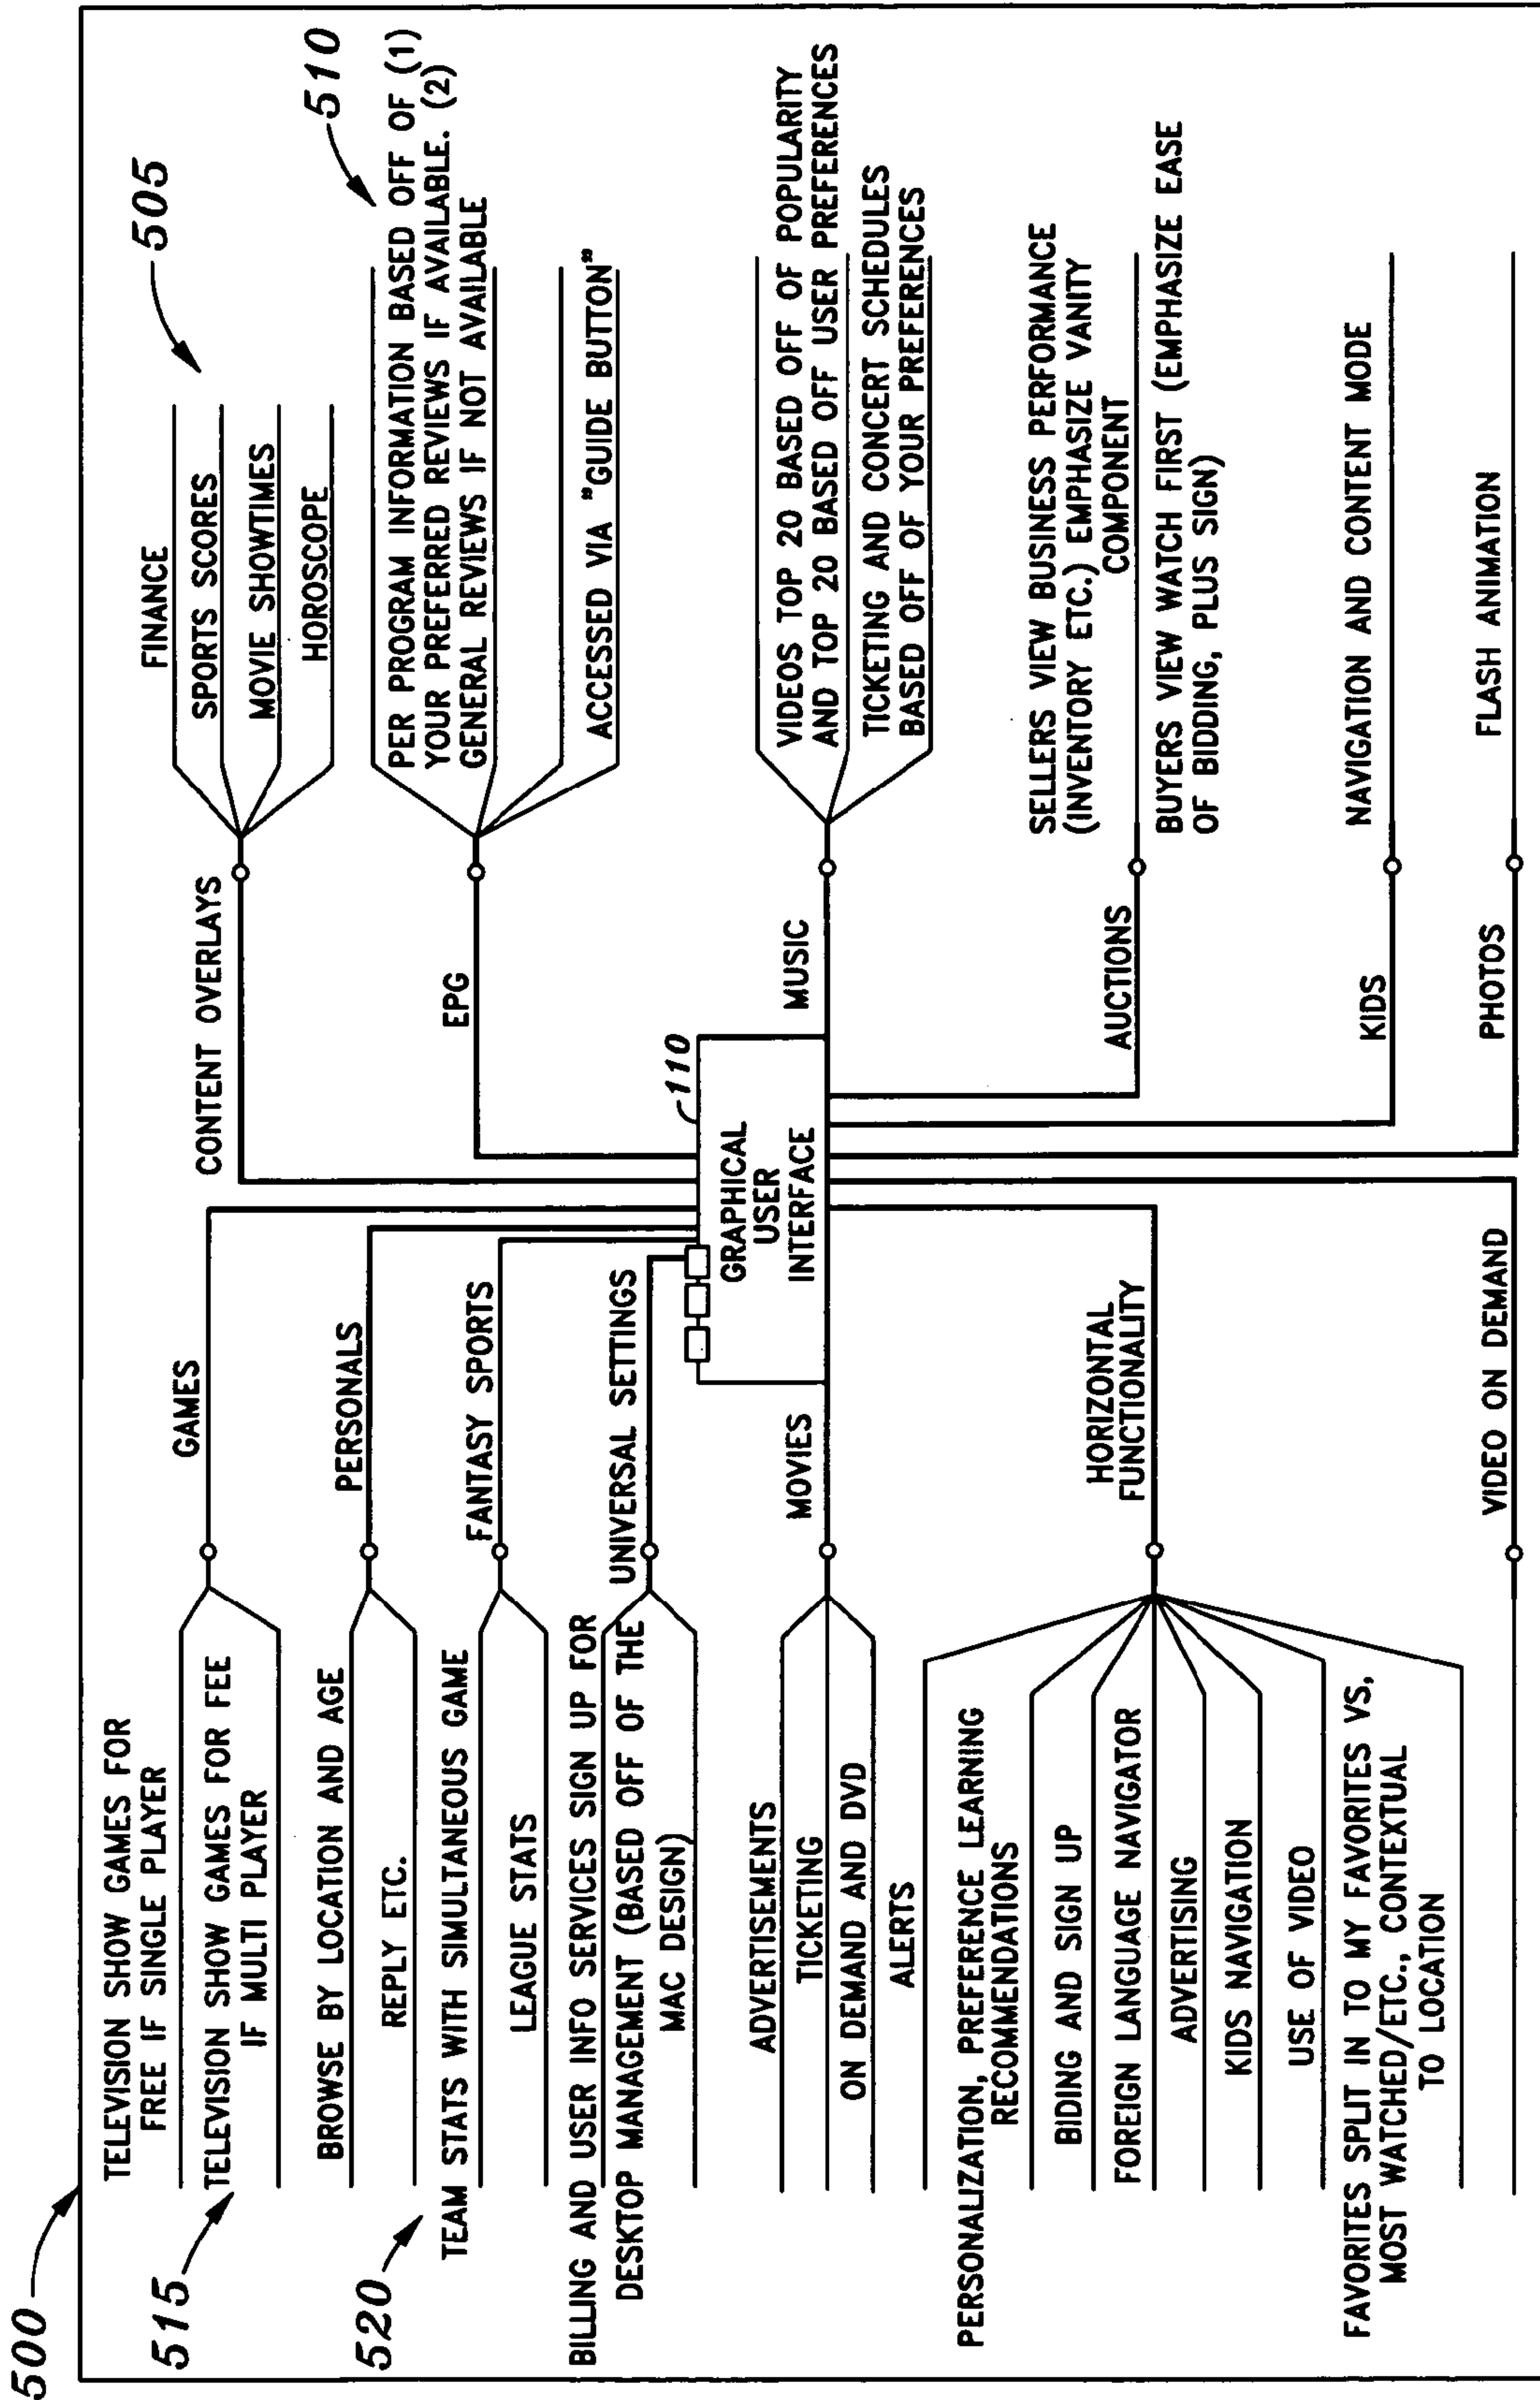 500
515
TELEVISION SHOW GAMES FOR
FREE IF SINGLE PLAYER
TELEVISION SHOW GAMES FOR FEE
IF MULTI PLAYER
GAMES
BROWSE BY LOCATION AND AGE
REPLY ETC.
PERSONALS
520
TEAM STATS WITH SIMULTANEOUS GAME
LEAGUE STATS
FANTASY SPORTS
BILLING AND USER INFO SERVICES SIGN UP FOR
DESKTOP MANAGEMENT (BASED OFF OF THE
MAC DESIGN)
UNIVERSAL SETTINGS
ADVERTISEMENTS
TICKETING
ON DEMAND AND DVD
MOVIES
ALERTS
PERSONALIZATION, PREFERENCE LEARNING
RECOMMENDATIONS
BIDING AND SIGN UP
FOREIGN LANGUAGE NAVIGATOR
ADVERTISING
KIDS NAVIGATION
USE OF VIDEO
FAVORITES SPLIT IN TO MY FAVORITES VS,
MOST WATCHED/ETC., CONTEXTUAL
TO LOCATION
HORIZONTAL
FUNCTIONALITY
VIDEO ON DEMAND
GRAPHICAL
USER
INTERFACE
110
CONTENT OVERLAYS
FINANCE
SPORTS SCORES
MOVIE SHOWTIMES
HOROSCOPE
505
EPG
PER PROGRAM INFORMATION BASED OFF OF (1)
YOUR PREFERRED REVIEWS IF AVAILABLE. (2)
GENERAL REVIEWS IF NOT AVAILABLE
ACCESSED VIA "GUIDE BUTTON"
510
MUSIC
VIDEOS TOP 20 BASED OFF OF POPULARITY
AND TOP 20 BASED OFF USER PREFERENCES
TICKETING AND CONCERT SCHEDULES
BASED OFF OF YOUR PREFERENCES
AUCTIONS
SELLERS VIEW BUSINESS PERFORMANCE
(INVENTORY ETC.) EMPHASIZE VANITY
COMPONENT
BUYERS VIEW WATCH FIRST (EMPHASIZE EASE
OF BIDDING, PLUS SIGN)
KIDS
NAVIGATION AND CONTENT MODE
PHOTOS
FLASH ANIMATION